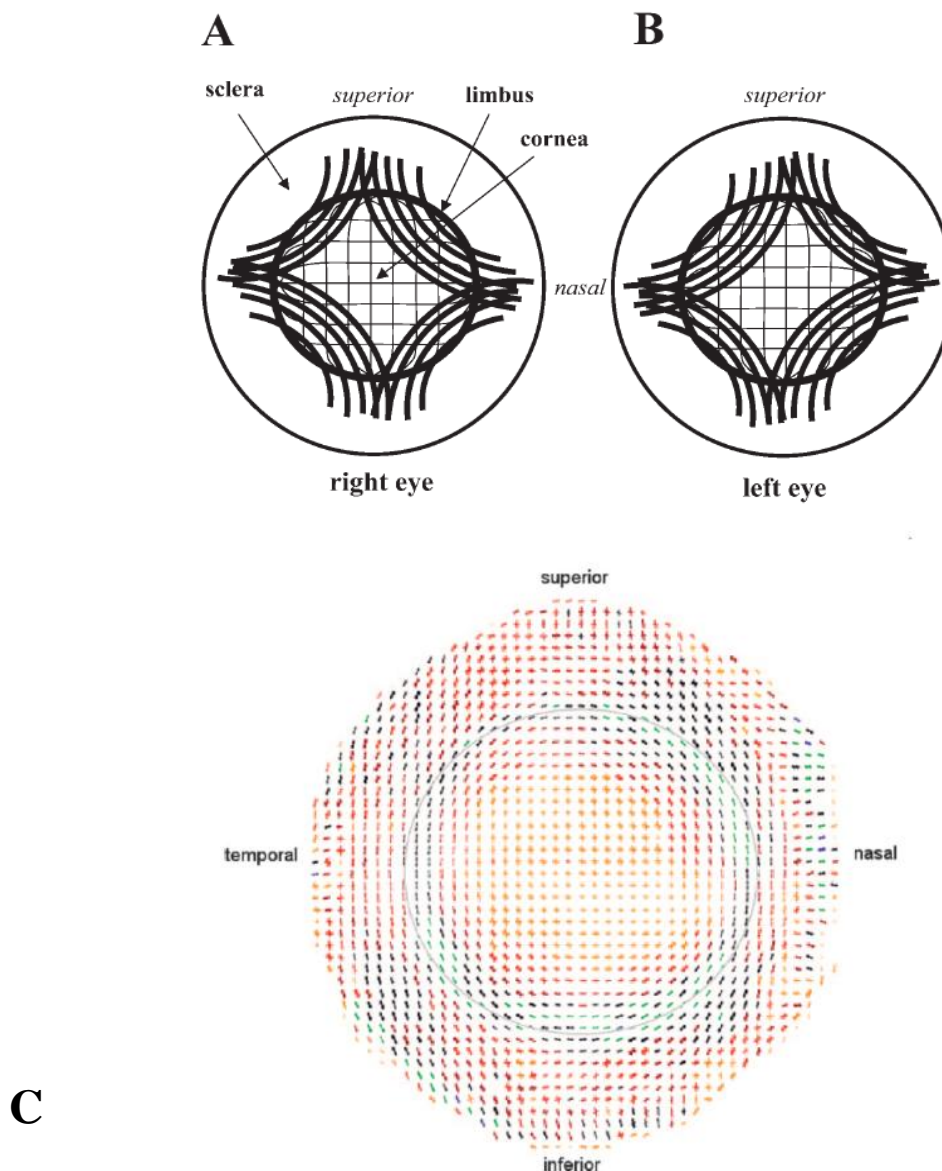 A
B
sclera
superior
limbus
cornea
superior
nasal
right eye
left eye
superior
temporal
nasal
C
inferior